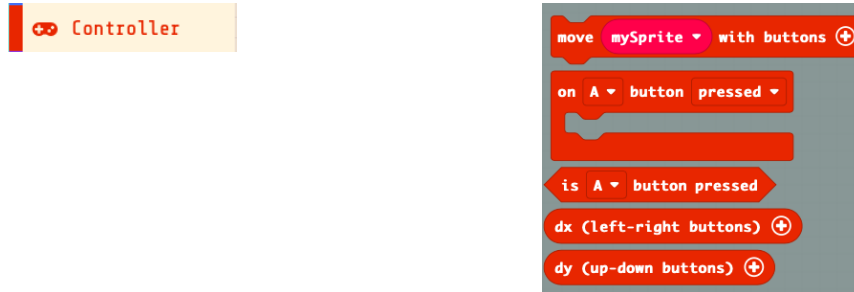 Controller
move mySprite with buttons
on A button pressed
is A button pressed
dx (left-right buttons)
dy (up-down buttons)